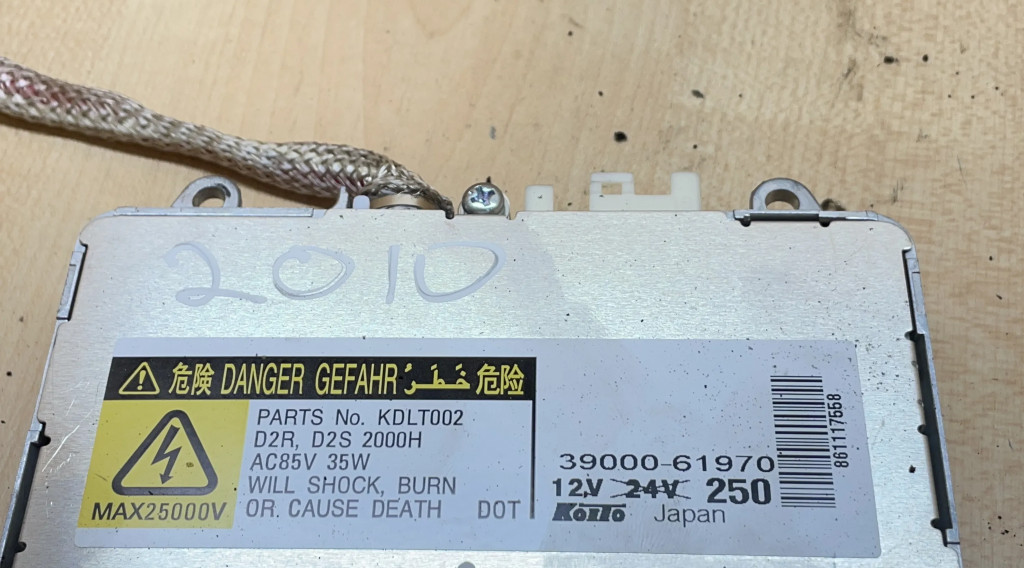 2010
危険 DANGER GEFAHR خَطَرٌ 危险
PARTS No. KDLT002
D2R, D2S 2000H
AC85V 35W
WILL SHOCK, BURN
OR CAUSE DEATH DOT
MAX25000V
39000-61970
12V 24V 250
KOITO Japan
861117558